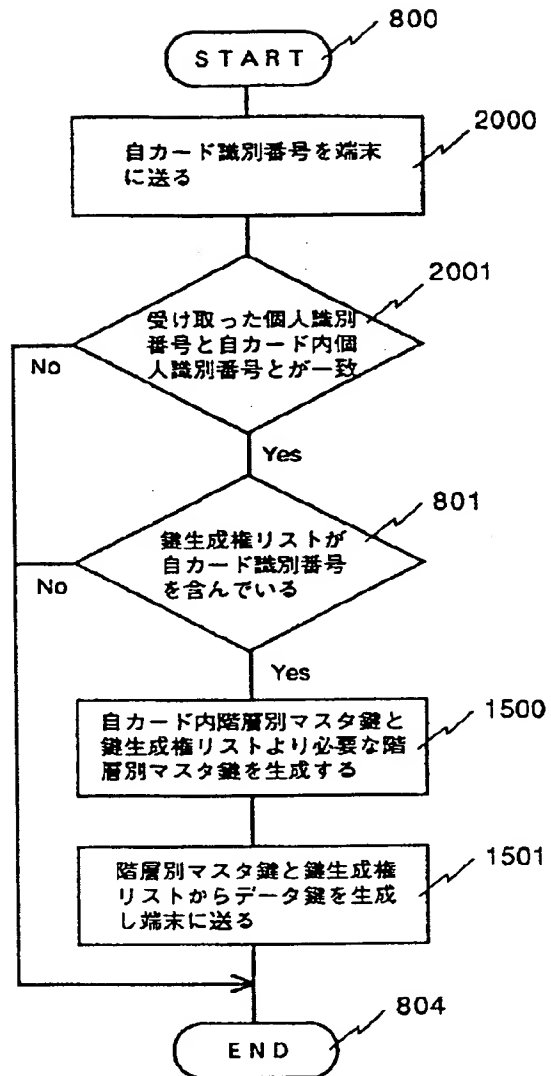 800
START
2000
自カード識別番号を端末
に送る
2001
受け取った個人識別
番号と自カード内個
人識別番号とが一致
No
Yes
801
鍵生成権リストが
自カード識別番号
を含んでいる
No
Yes
1500
自カード内階層別マスタ鍵と
鍵生成権リストより必要な階
層別マスタ鍵を生成する
1501
階層別マスタ鍵と鍵生成権
リストからデータ鍵を生成
し端末に送る
804
END